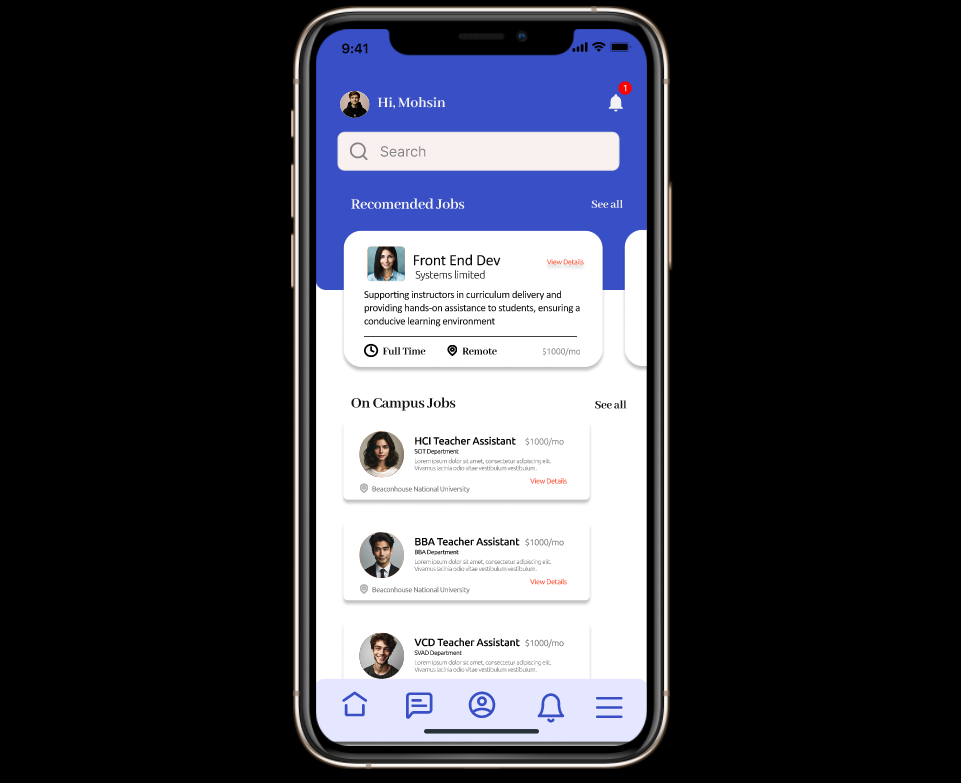 9:41
Hi, Mohsin
1
Search
Recomended Jobs
See all
Front End Dev
View Details
Systems limited
Supporting instructors in curriculum delivery and
providing hands-on assistance to students, ensuring a
conducive learning environment
Full Time
Remote
$1000/mo
On Campus Jobs
See all
HCI Teacher Assistant
$1000/mo
SOT Department
Lorem ipsum dolor sit amet, consectetur adipiscing elit.
Vivamus lacinia odio vitae vestibulum vestibulum.
View Details
Beaconhouse National University
BBA Teacher Assistant
$1000/mo
BBA Department
Lorem ipsum dolor sit amet, consectetur adipiscing elit.
Vivamus lacinia odio vitae vestibulum vestibulum.
View Details
Beaconhouse National University
VCD Teacher Assistant
$1000/mo
SVAD Department
Lorem ipsum dolor sit amet, consectetur adipiscing elit.
Vivamus lacinia odio vitae vestibulum vestibulum.